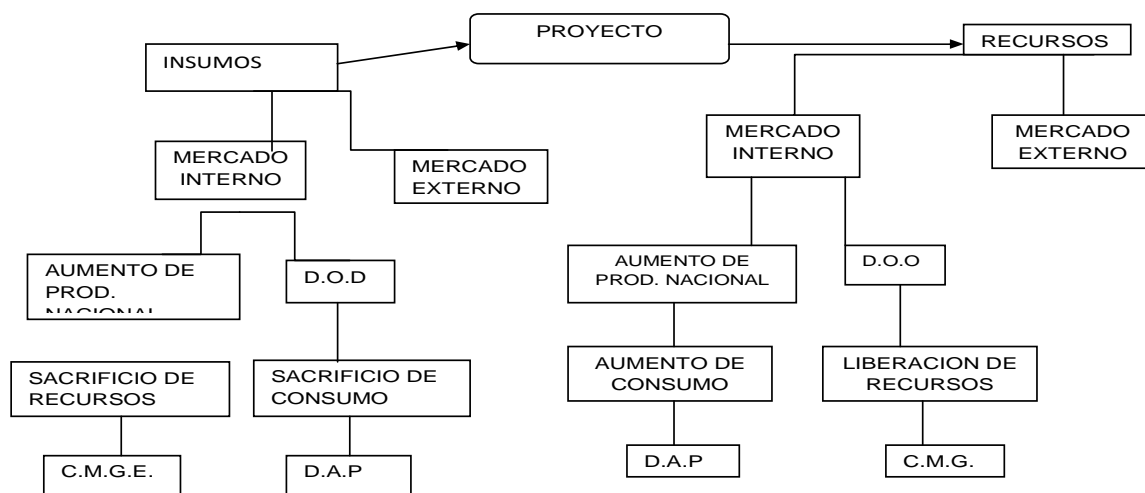 PROYECTO
RECURSOS
INSUMOS
MERCADO
INTERNO
MERCADO
EXTERNO
MERCADO
INTERNO
MERCADO
EXTERNO
AUMENTO DE
PROD.
NACIONAL
D.O.D
AUMENTO DE
PROD. NACIONAL
D.O.O
SACRIFICIO DE
RECURSOS
SACRIFICIO DE
CONSUMO
AUMENTO DE
CONSUMO
LIBERACION DE
RECURSOS
C.M.G.E.
D.A.P
D.A.P
C.M.G.